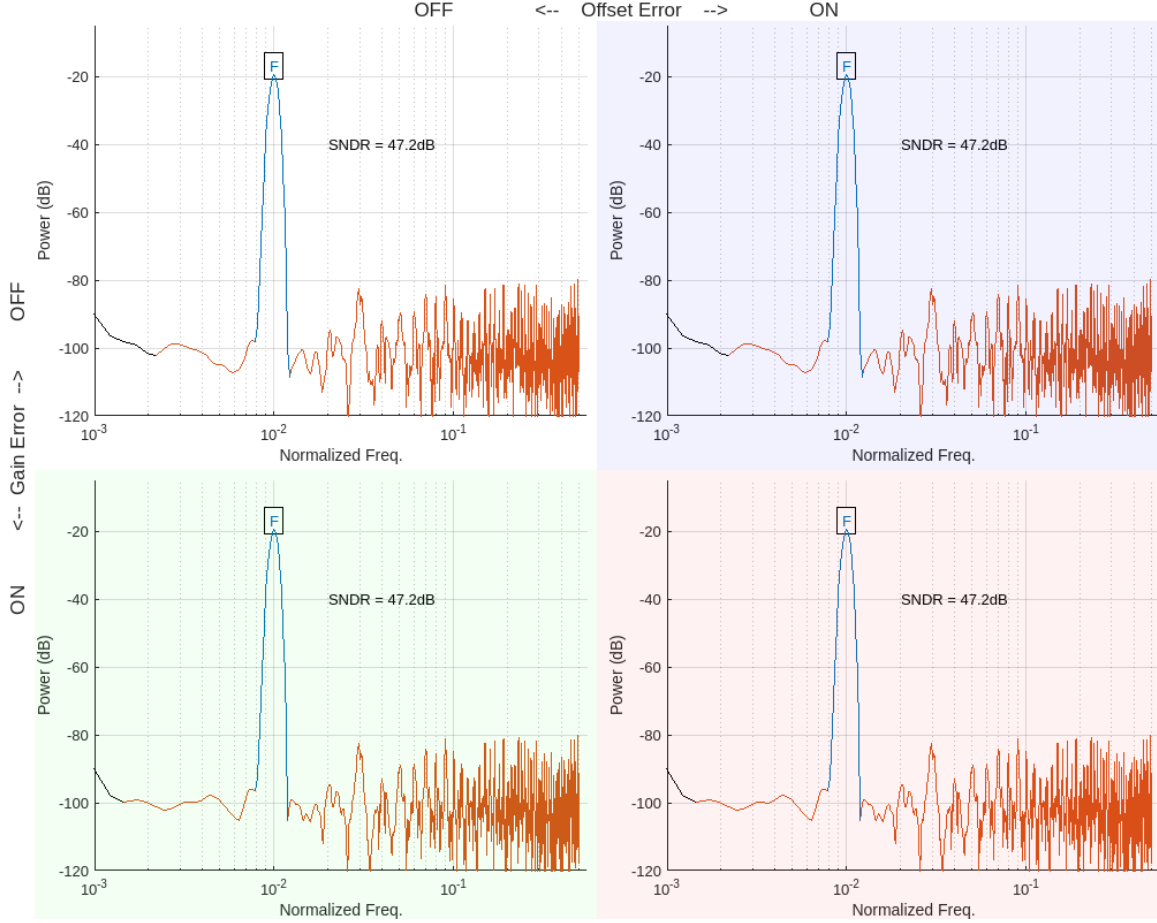 OFF <-- Offset Error --> ON
<-- Gain Error -->
OFF
ON
F
SNDR = 47.2dB
Power (dB)
-20
-40
-60
-80
-100
-120
10-3
10-2
10-1
Normalized Freq.
F
SNDR = 47.2dB
Power (dB)
-20
-40
-60
-80
-100
-120
10-3
10-2
10-1
Normalized Freq.
F
SNDR = 47.2dB
Power (dB)
-20
-40
-60
-80
-100
-120
10-3
10-2
10-1
Normalized Freq.
F
SNDR = 47.2dB
Power (dB)
-20
-40
-60
-80
-100
-120
10-3
10-2
10-1
Normalized Freq.